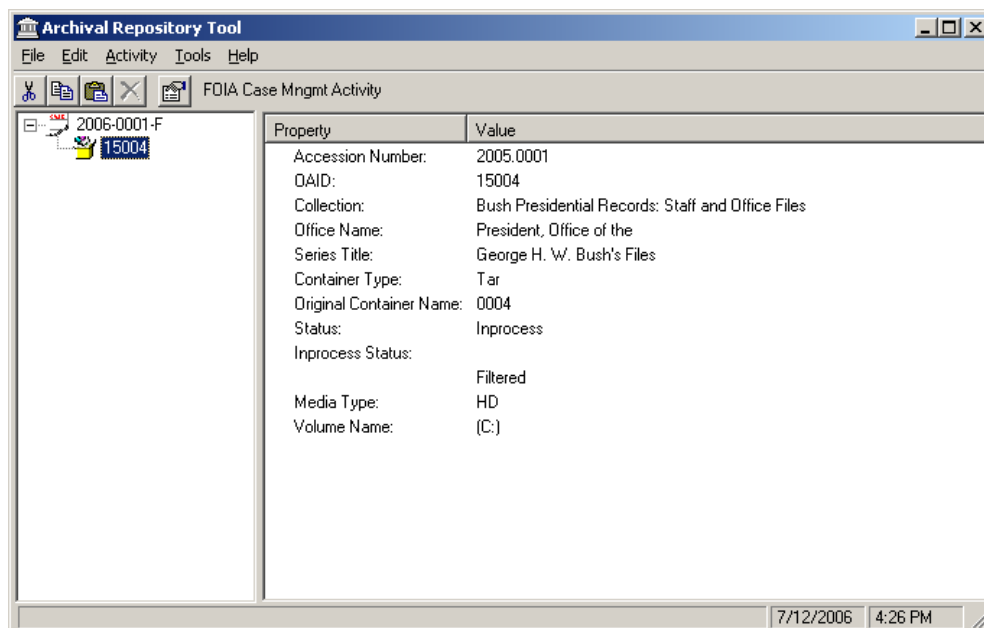 Archival Repository Tool
File Edit Activity Tools Help
FOIA Case Mngmt Activity
2006-0001-F
15004
Property Value
Accession Number: 2005.0001
OAID: 15004
Collection: Bush Presidential Records: Staff and Office Files
Office Name: President, Office of the
Series Title: George H. W. Bush's Files
Container Type: Tar
Original Container Name: 0004
Status: Inprocess
Inprocess Status:
Filtered
Media Type: HD
Volume Name: (C:)
7/12/2006 4:26 PM